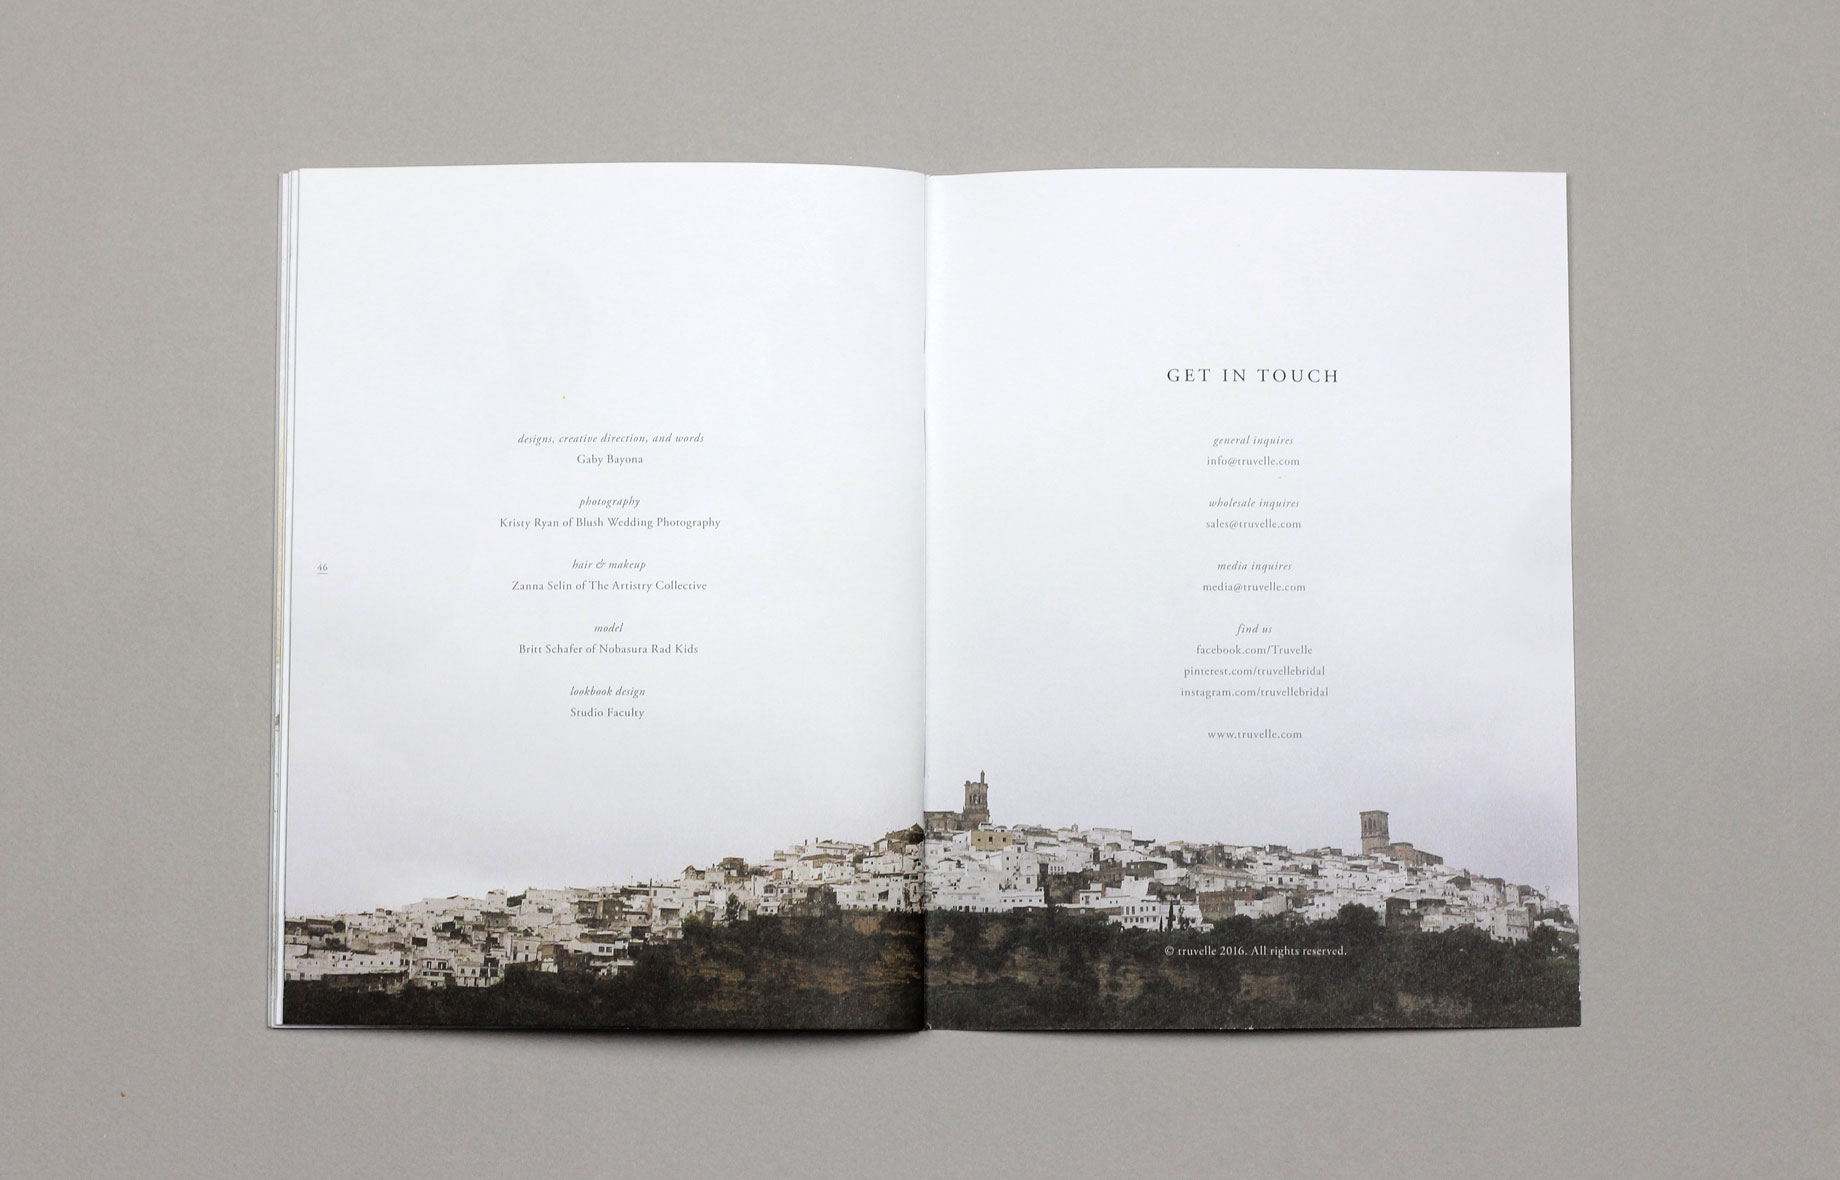 designs, creative direction, and words
Gaby Bayona
photography
Kristy Ryan of Blush Wedding Photography
hair & makeup
Zanna Selin of The Artistry Collective
model
Britt Schafer of Nobasura Rad Kids
lookbook design
Studio Faculty
46
GET IN TOUCH
general inquires
info@truvelle.com
wholesale inquires
sales@truvelle.com
media inquires
media@truvelle.com
find us
facebook.com/Truvelle
pinterest.com/truvellebridal
instagram.com/truvellebridal
www.truvelle.com
© truvelle 2016. All rights reserved.